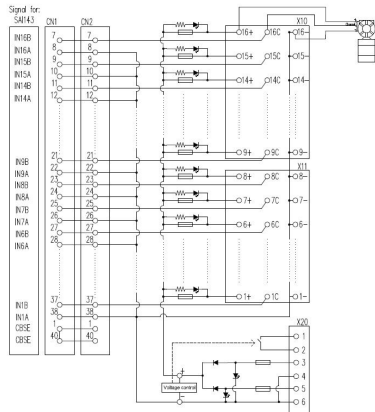 Signal for:
SAI143 CN1 CN2 X10
IN16B 7 7 16+ 16C 16-
IN16A 8 8
IN15B 9 9 15+ 15C 15-
IN15A 10 10
IN14B 11 11 14+ 14C 14-
IN14A 12 12
IN9B 21 21 9+ 9C 9-
IN9A 22 22 X11
IN8B 23 23 8+ 8C 8-
IN8A 24 24
IN7B 25 25 7+ 7C 7-
IN7A 26 26
IN6B 27 27 6+ 6C 6-
IN6A 28 28
IN1B 37 37 1+ 1C 1-
IN1A 38 38
CBSE 1 1 X20
CBSE 40 40 1
2
3
+ 4
Voltage control 5
- 6